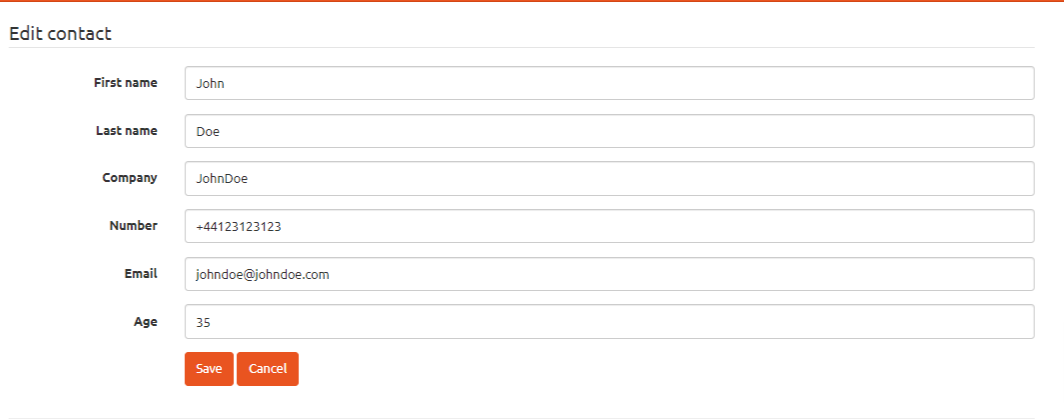 Edit contact
First name John
Last name Doe
Company JohnDoe
Number +44123123123
Email johndoe@johndoe.com
Age 35
Save Cancel